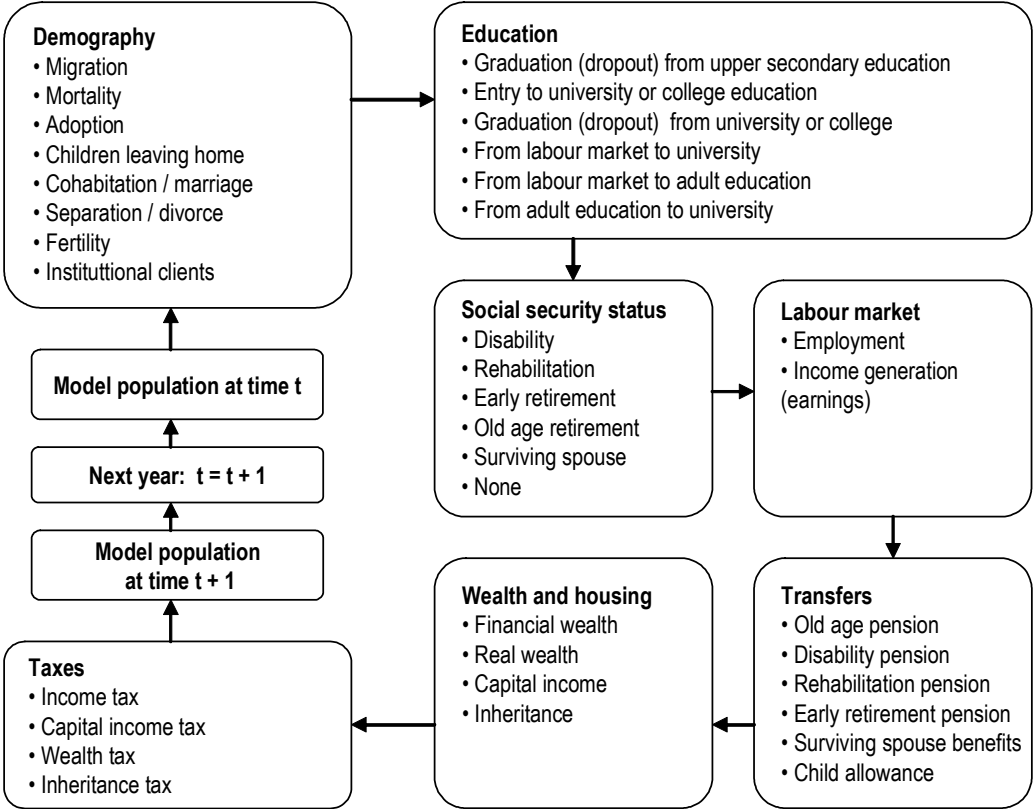 Demography
• Migration
• Mortality
• Adoption
• Children leaving home
• Cohabitation / marriage
• Separation / divorce
• Fertility
• Instituttional clients
Education
• Graduation (dropout) from upper secondary education
• Entry to university or college education
• Graduation (dropout) from university or college
• From labour market to university
• From labour market to adult education
• From adult education to university
Social security status
• Disability
• Rehabilitation
• Early retirement
• Old age retirement
• Surviving spouse
• None
Labour market
• Employment
• Income generation
(earnings)
Transfers
• Old age pension
• Disability pension
• Rehabilitation pension
• Early retirement pension
• Surviving spouse benefits
• Child allowance
Wealth and housing
• Financial wealth
• Real wealth
• Capital income
• Inheritance
Taxes
• Income tax
• Capital income tax
• Wealth tax
• Inheritance tax
Model population
at time t + 1
Next year: t = t + 1
Model population at time t